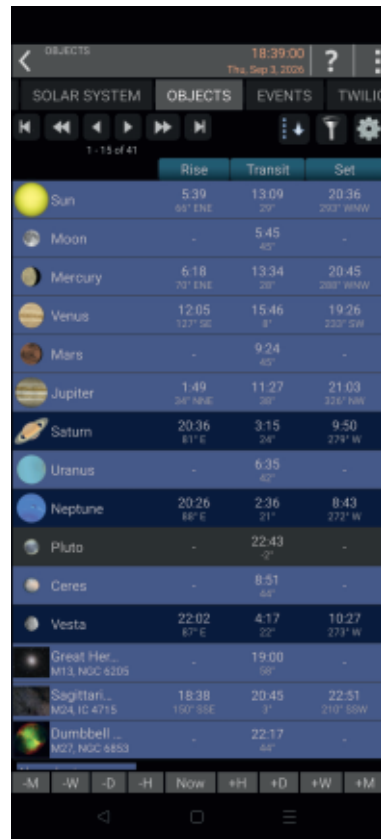 OBJECTS
18:39:00
Thu, Sep 3, 2026
?
SOLAR SYSTEM OBJECTS EVENTS TWILIG
1 - 15 of 41
Rise Transit Set
Sun 5:39 13:09 20:36
66° ENE 29° 293° WNW
Moon - 5:45 -
45°
Mercury 6:18 13:34 20:45
70° ENE 28° 288° WNW
Venus 12:05 15:46 19:26
127° SE 8° 233° SW
Mars - 9:24 -
45°
Jupiter 1:49 11:27 21:03
34° NNE 38° 326° NW
Saturn 20:36 3:15 9:50
81° E 24° 279° W
Uranus - 6:35 -
42°
Neptune 20:26 2:36 8:43
88° E 21° 272° W
Pluto - 22:43 -
-2°
Ceres - 8:51 -
44°
Vesta 22:02 4:17 10:27
87° E 22° 273° W
Great Her... - 19:00 -
M13, NGC 6205 58°
Sagittari... 18:38 20:45 22:51
M24, IC 4715 150° SSE 3° 210° SSW
Dumbbell ... - 22:17 -
M27, NGC 6853 44°
-M -W -D -H Now +H +D +W +M